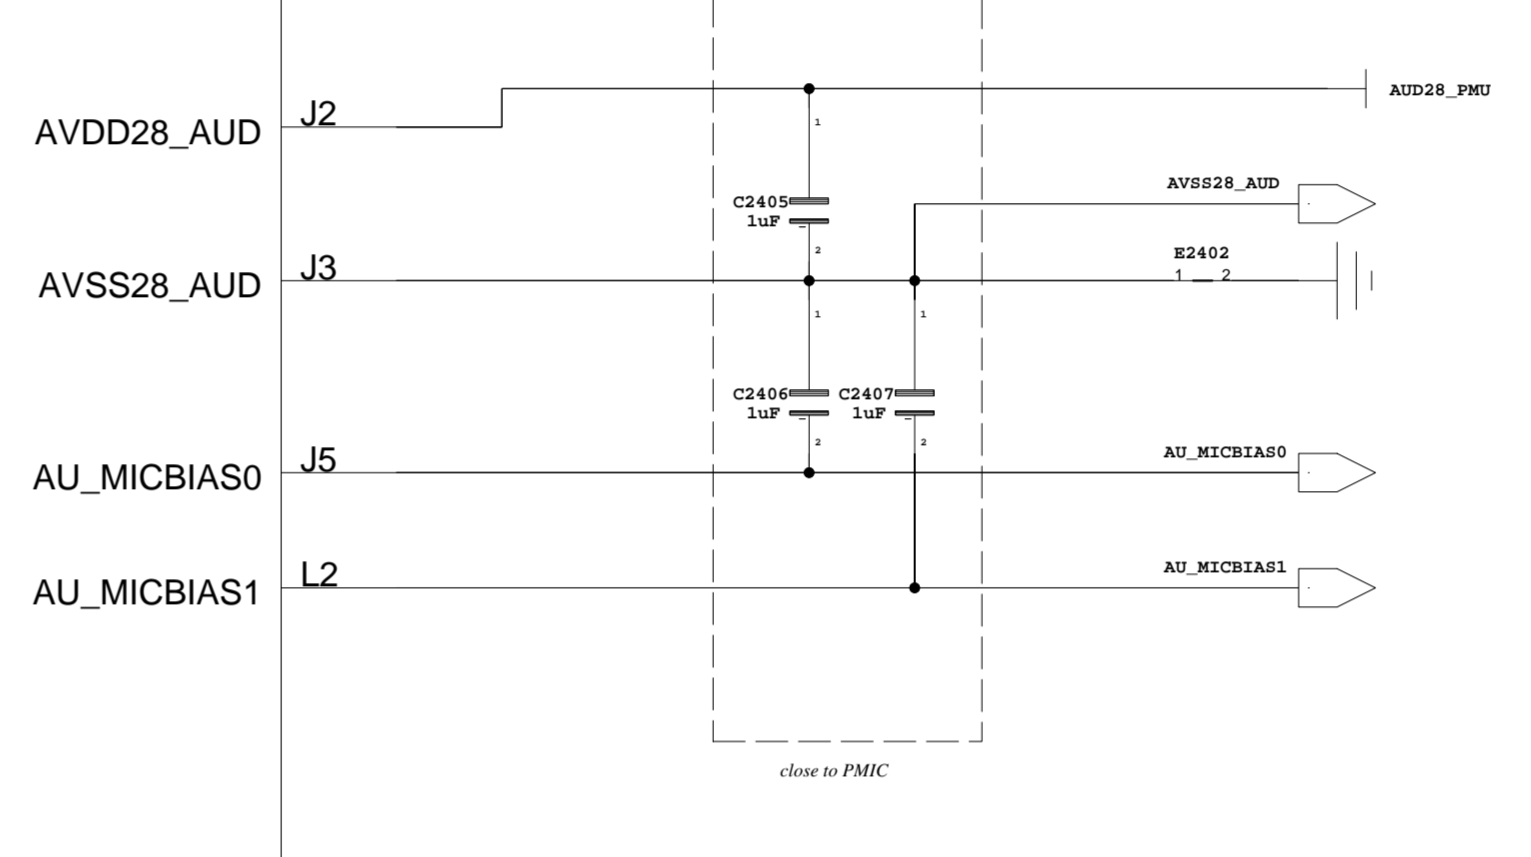 AVDD28_AUD
J2
AUD28_PMU
1
C2405
1uF
2
AVSS28_AUD
AVSS28_AUD
J3
E2402
1 2
1
1
C2406
1uF
2
C2407
1uF
2
AU_MICBIAS0
J5
AU_MICBIAS0
AU_MICBIAS1
L2
AU_MICBIAS1
close to PMIC